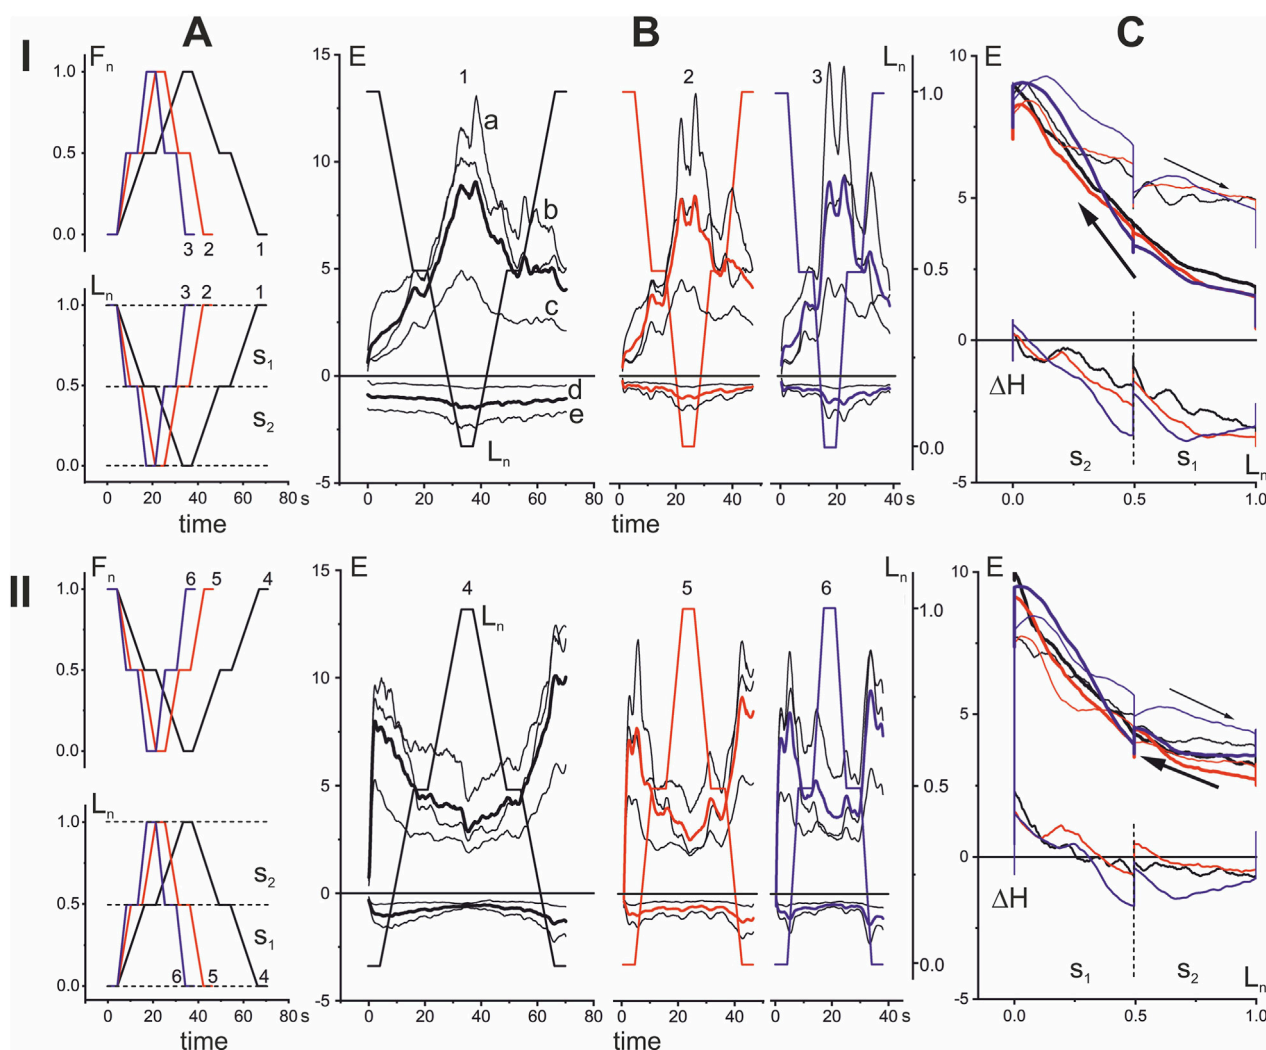 A
B
C
I
F n
1.0
0.5
0.0
3 2 1
L n
1.0
0.5
0.0
3 2 1
s 1
s 2
0 20 40 60 80 s
time
E
15
10
5
0
-5
1
a
b
c
d
e
L n
0 20 40 60 80
time
2
0 20 40
time
3
0 20 40 s
L n
1.0
0.5
0.0
E
10
5
0
-5
ΔH
s 2
s 1
L n
0.0 0.5 1.0
II
F n
1.0
0.5
0.0
6 5 4
L n
1.0
0.5
0.0
6 5 4
s 2
s 1
0 20 40 60 80 s
time
E
15
10
5
0
-5
4
L n
0 20 40 60 80
5
0 20 40
time
6
0 20 40 s
L n
1.0
0.5
0.0
E
10
5
0
-5
ΔH
s 1
s 2
L n
0.0 0.5 1.0